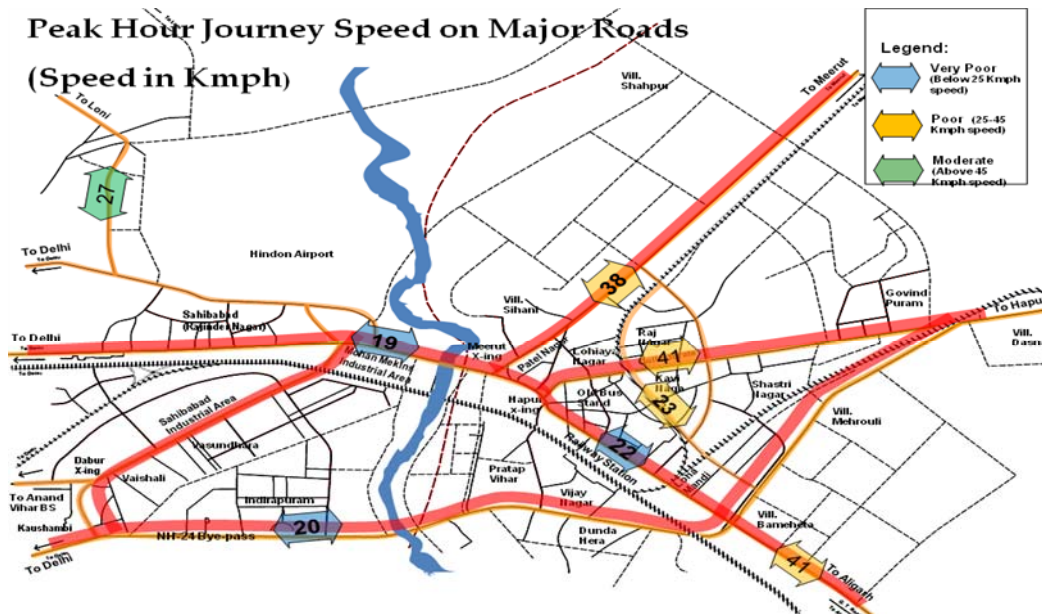 Peak Hour Journey Speed on Major Roads
(Speed in Kmph)
Legend:
Very Poor
(Below 25 Kmph
speed)
Poor (25-45
Kmph speed)
Moderate
(Above 45
Kmph speed)
To Loni
27
To Delhi
Hindon Airport
Vill.
Shahpur
To Meerut
38
Vill.
Sihani
Govind
Puram
To Hapu
Vill.
Dasna
Sahibabad
(Rajinder Nagar)
To Delhi
19
Mohan Mekins
Industrial Area
Meerut
X-ing
Patel Nagar
Lohiya
Nagar
Raj
Nagar
41
Kavi
Nagar
23
Hapur
x-ing
Old Bus
Stand
Shastri
Nagar
Vill.
Mehrouli
Sahibabad
Industrial Area
Vasundhara
Dabur
X-ing
Vaishali
To Anand
Vihar BS
Kaushambi
To Delhi
Indirapuram
20
NH-24 Bye-pass
Pratap
Vihar
Railway Station
22
Mandi
Vijay
Nagar
Dunda
Hera
Vill.
Bameheta
41
To Aligarh